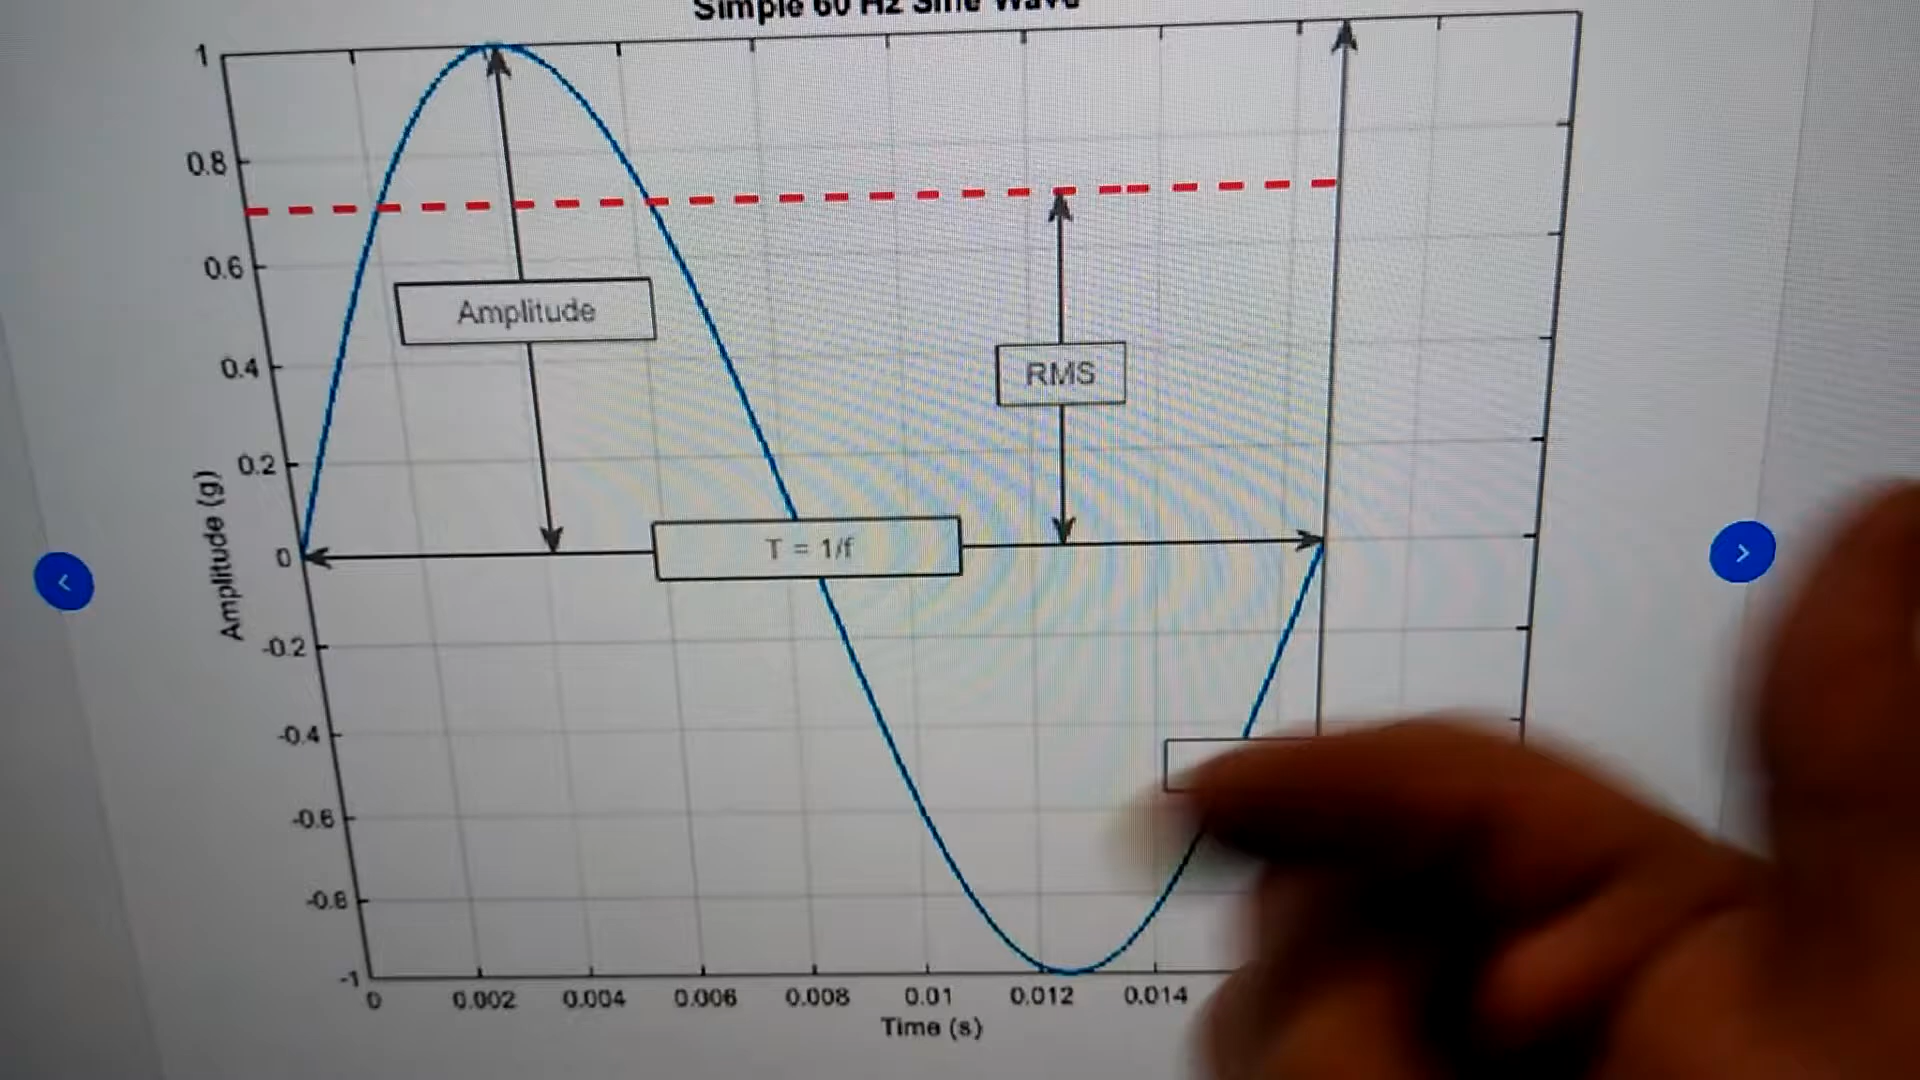 Simple 60 Hz Sine Wave
1
0.8
0.6
Amplitude
0.4
RMS
0.2
Amplitude (g)
0
T = 1/f
-0.2
-0.4
-0.6
-0.8
-1
0 0.002 0.004 0.006 0.008 0.01 0.012 0.014
Time (s)